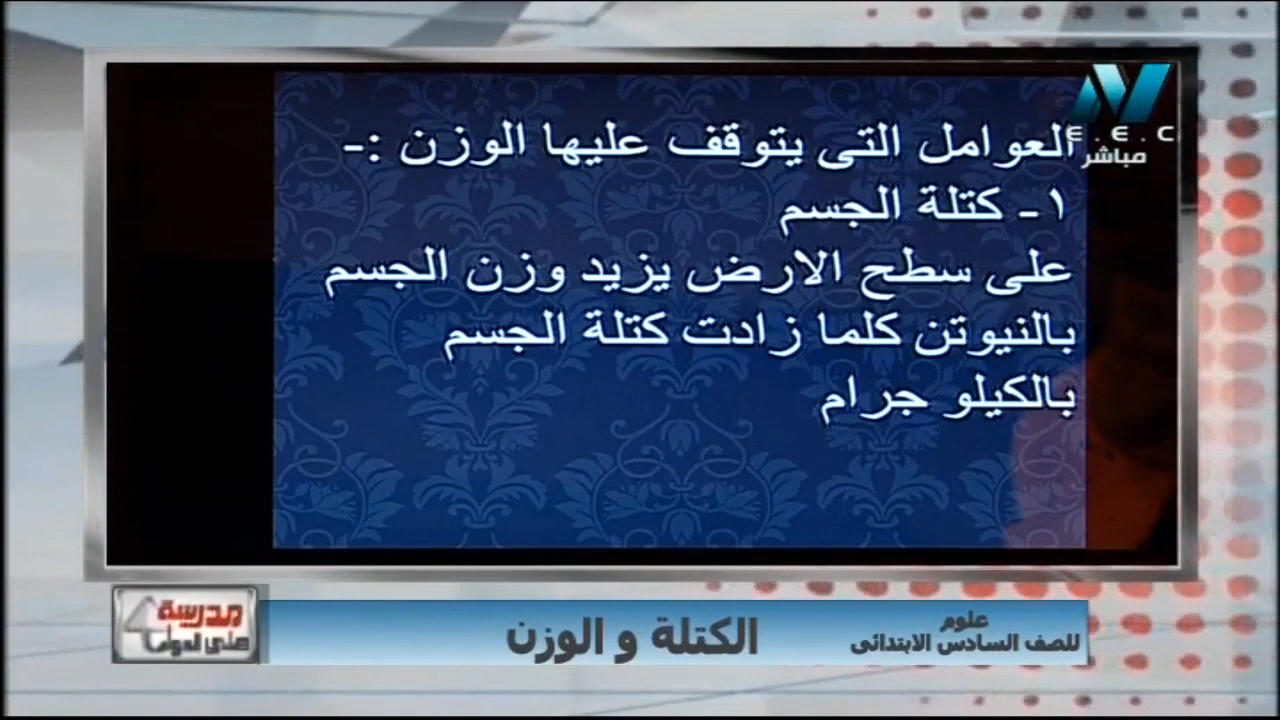 العوامل التى يتوقف عليها الوزن :-
١- كتلة الجسم
على سطح الارض يزيد وزن الجسم
بالنيوتن كلما زادت كتلة الجسم
بالكيلو جرام
E . E . C
مباشر
علوم
للصف السادس الابتدائى
الكتلة و الوزن
مدرسة
على الهواء